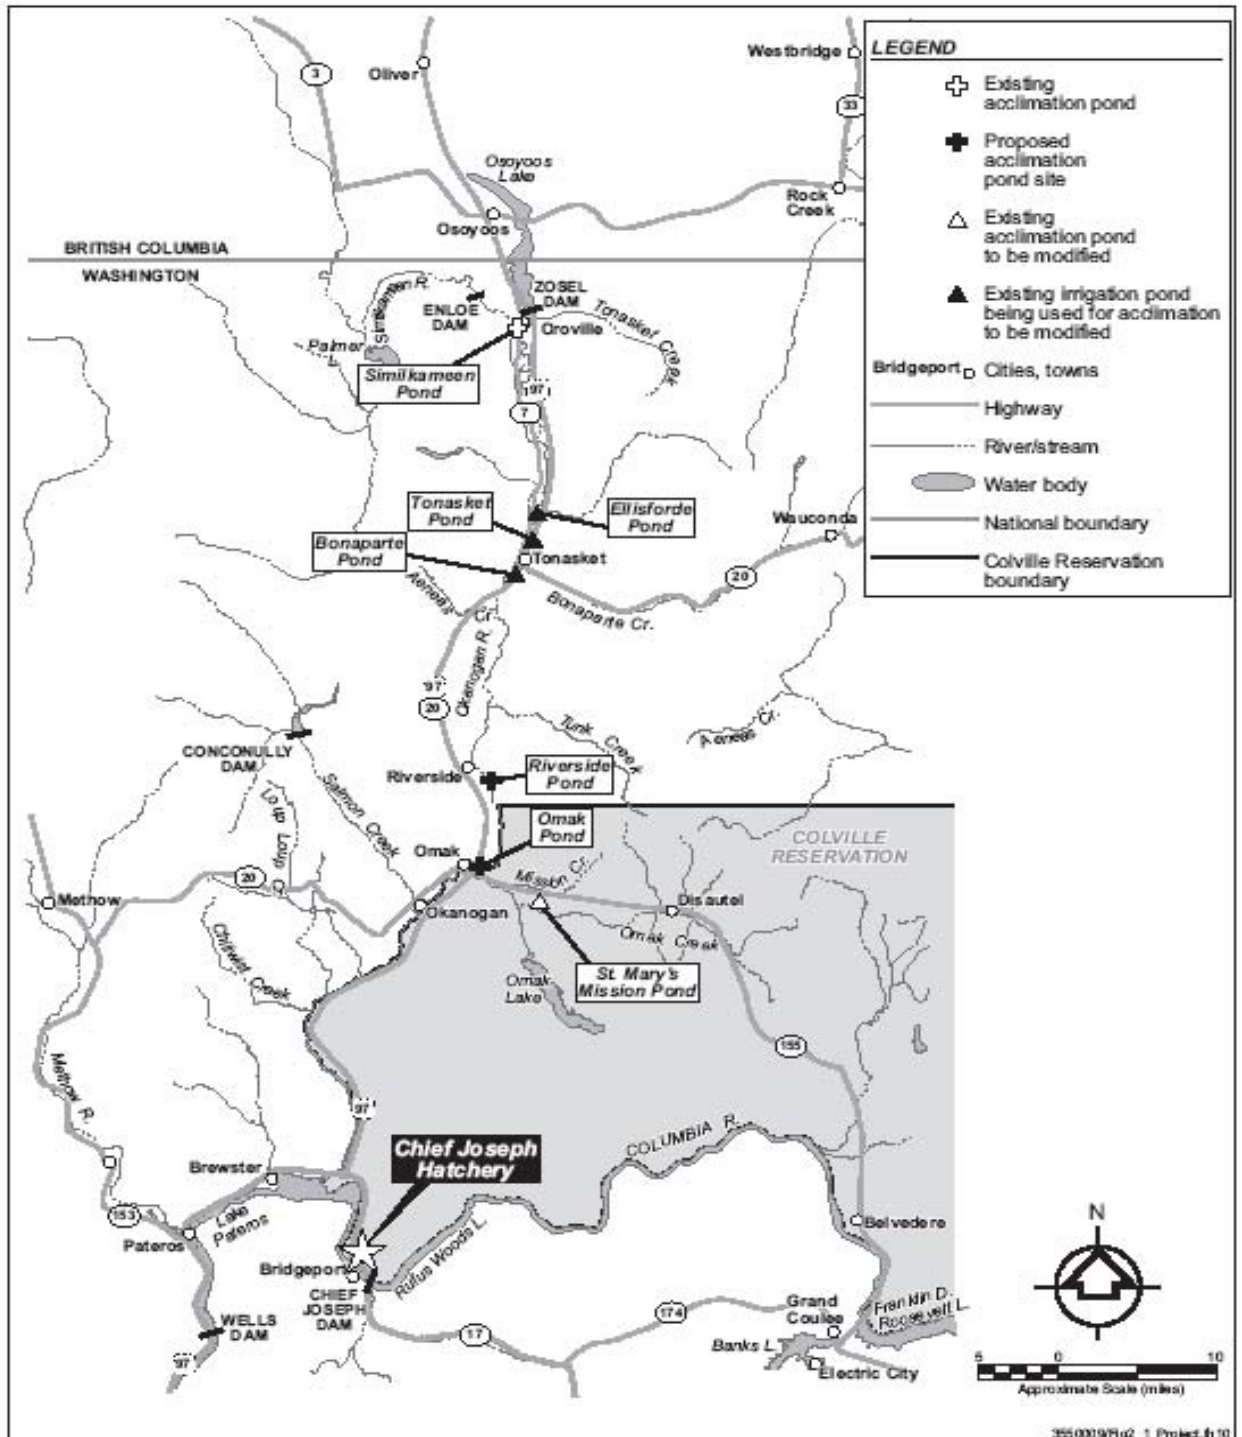 Westbridge
LEGEND
3
Oliver
33
Existing
acclimation pond
Proposed
acclimation
pond site
Osoyoos
Lake
Rock
Creek
Osoyoos
Existing
acclimation pond
to be modified
BRITISH COLUMBIA
WASHINGTON
Similkameen R.
ENLOE
DAM
ZOSEL
DAM
Oroville
Tonasket Creek
Existing irrigation pond
being used for acclimation
to be modified
Palmer
L.
Similkameen
Pond
97
7
Bridgeport
Cities, towns
Highway
River/stream
Water body
National boundary
Colville Reservation
boundary
Tonasket
Pond
Ellisforde
Pond
Wauconda
Bonaparte
Pond
Tonasket
20
Aeneas
Cr.
Bonaparte Cr.
Okanogan R.
97
20
Tunk Creek
Aeneas Cr.
CONCONULLY
DAM
Riverside
Riverside
Pond
Salmon Creek
Loup Loup
Omak
Pond
COLVILLE
RESERVATION
Omak
Mission Cr.
20
Methow
Okanogan
Disautel
Omak Creek
Chiliwist Creek
St. Mary's
Mission Pond
Omak
Lake
155
Methow R.
97
COLUMBIA R.
Chief Joseph
Hatchery
Brewster
153
Lake
Pateros
Pateros
Belvedere
N
Rufus Woods L.
Bridgeport
CHIEF
JOSEPH
DAM
WELLS
DAM
97
17
174
Grand
Coulee
Franklin D.
Roosevelt L.
Banks L.
Electric City
5 0 10
Approximate Scale (miles)
3550009/Fig2_1_Project.fh10